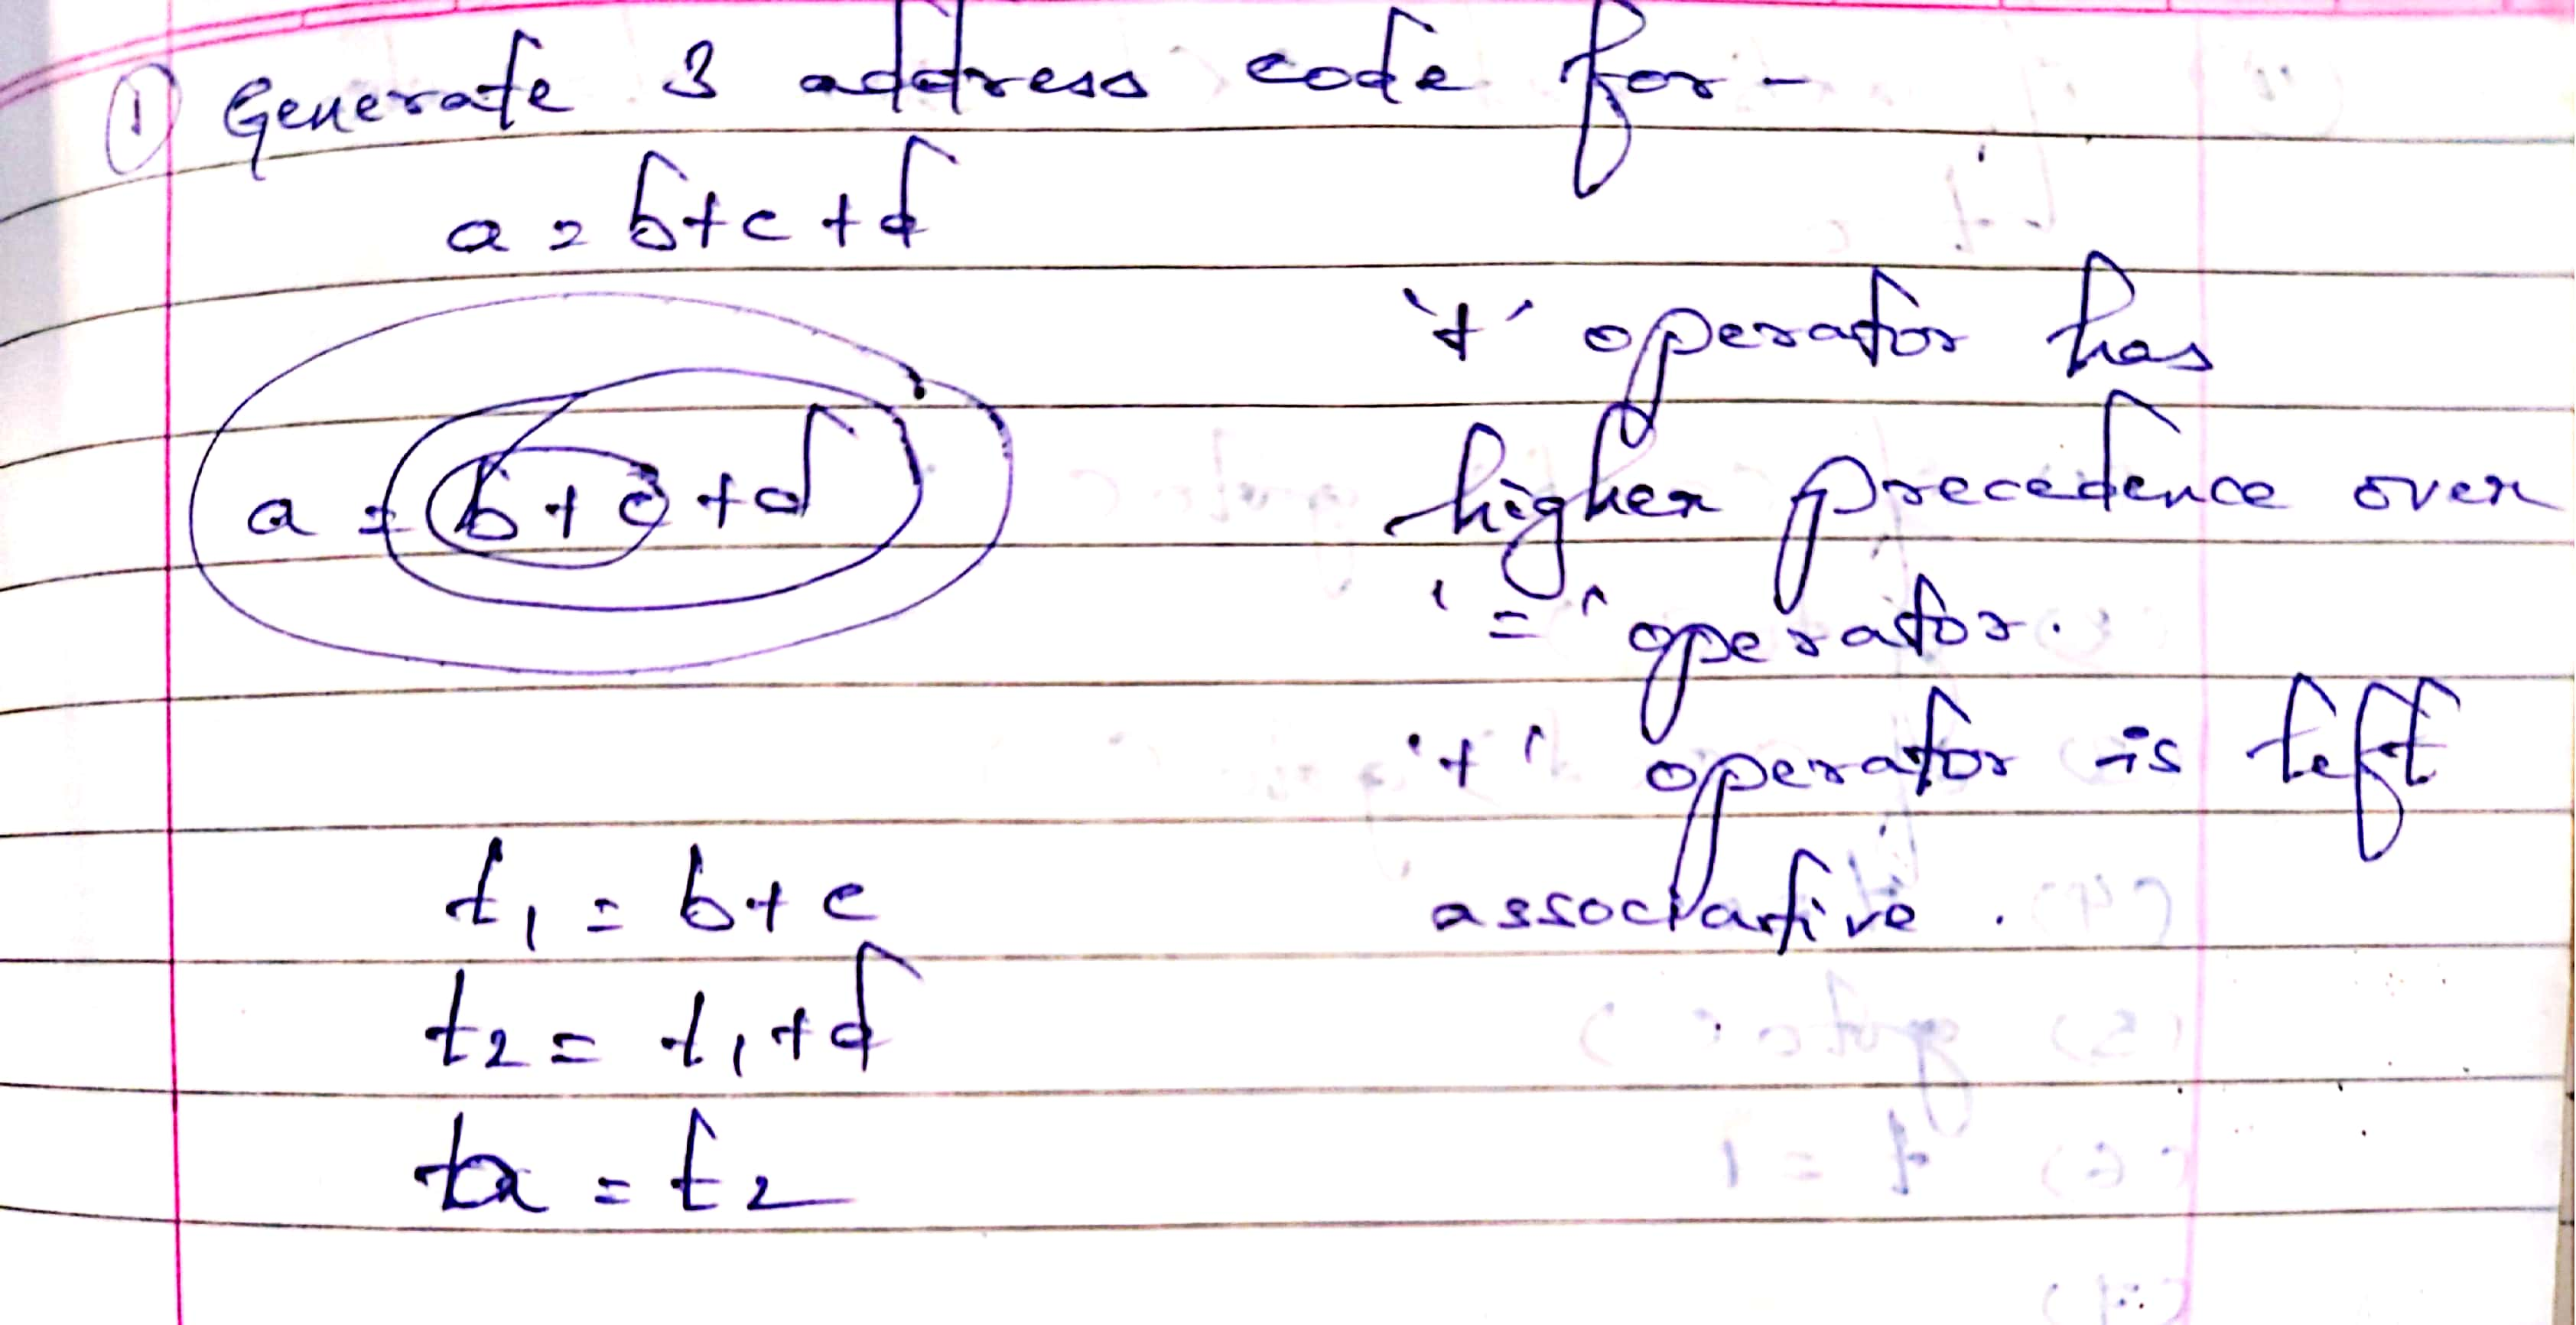 ① Generate 3 address code for -
a = b+c+d
'+' operator has
a = b+c+d
higher precedence over
'=' operator.
'+' operator is left
t1 = b+c
associative.
t2 = t1+d
a = t2